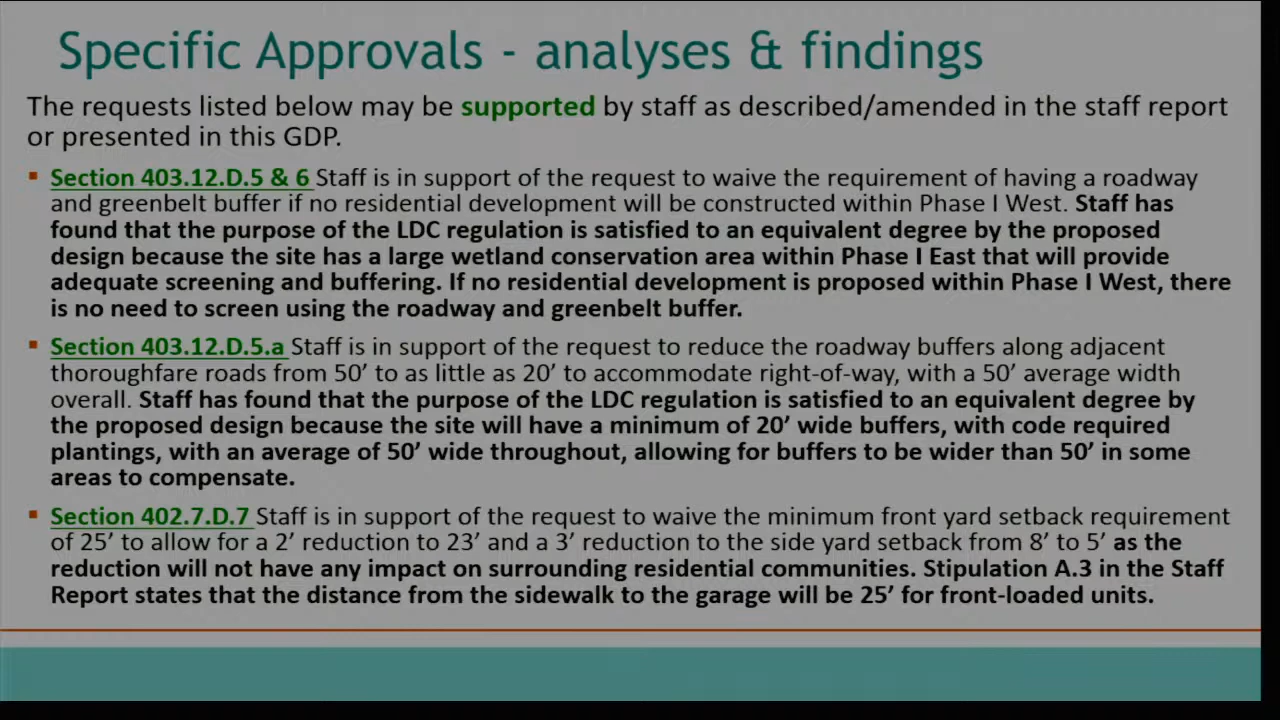 Specific Approvals - analyses & findings
The requests listed below may be supported by staff as described/amended in the staff report
or presented in this GDP.
▪ Section 403.12.D.5 & 6 Staff is in support of the request to waive the requirement of having a roadway
and greenbelt buffer if no residential development will be constructed within Phase I West. Staff has
found that the purpose of the LDC regulation is satisfied to an equivalent degree by the proposed
design because the site has a large wetland conservation area within Phase I East that will provide
adequate screening and buffering. If no residential development is proposed within Phase I West, there
is no need to screen using the roadway and greenbelt buffer.
▪ Section 403.12.D.5.a Staff is in support of the request to reduce the roadway buffers along adjacent
thoroughfare roads from 50’ to as little as 20’ to accommodate right-of-way, with a 50’ average width
overall. Staff has found that the purpose of the LDC regulation is satisfied to an equivalent degree by
the proposed design because the site will have a minimum of 20’ wide buffers, with code required
plantings, with an average of 50’ wide throughout, allowing for buffers to be wider than 50’ in some
areas to compensate.
▪ Section 402.7.D.7 Staff is in support of the request to waive the minimum front yard setback requirement
of 25’ to allow for a 2’ reduction to 23’ and a 3’ reduction to the side yard setback from 8’ to 5’ as the
reduction will not have any impact on surrounding residential communities. Stipulation A.3 in the Staff
Report states that the distance from the sidewalk to the garage will be 25’ for front-loaded units.